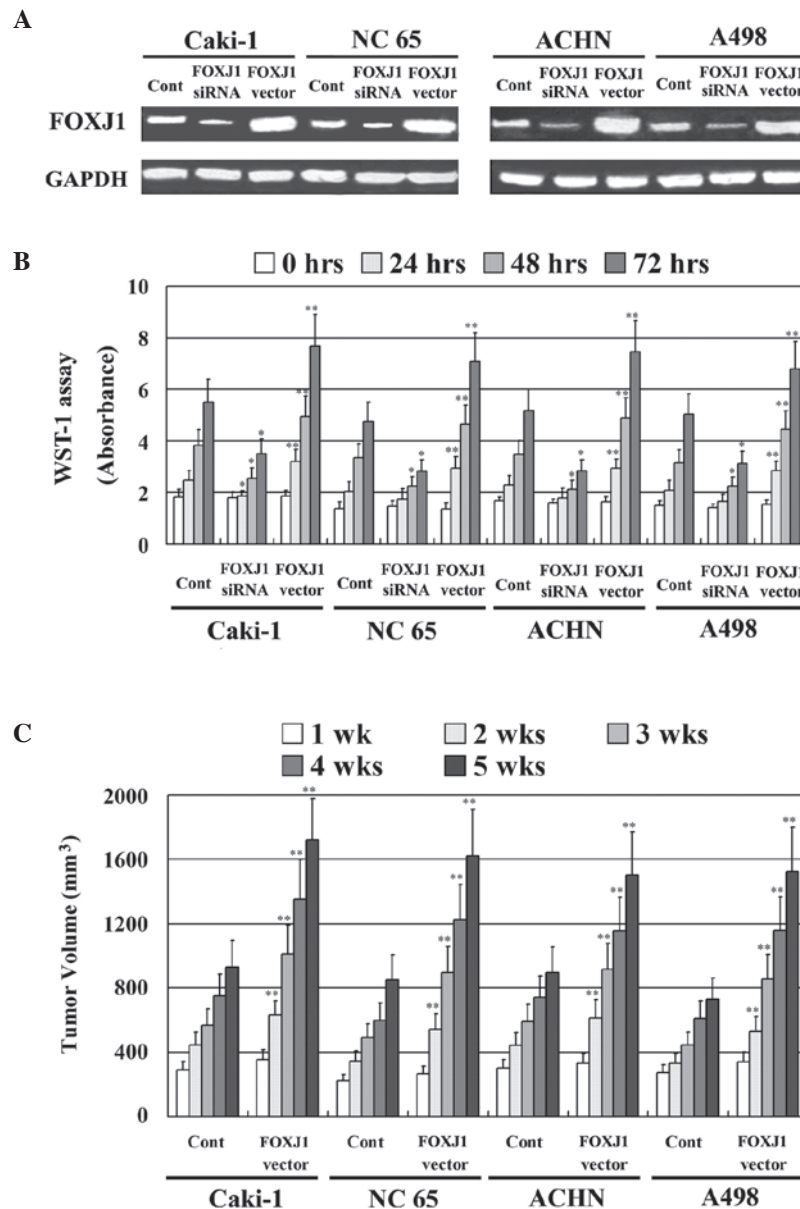 A
Caki-1 NC 65 ACHN A498
Cont FOXJ1 siRNA FOXJ1 vector Cont FOXJ1 siRNA FOXJ1 vector Cont FOXJ1 siRNA FOXJ1 vector Cont FOXJ1 siRNA FOXJ1 vector
FOXJ1
GAPDH
B
0 hrs 24 hrs 48 hrs 72 hrs
WST-1 assay
(Absorbance)
10
8
6
4
2
0
** ** ** ** ** ** ** ** ** ** ** **
* * * * * * * * *
Cont FOXJ1 siRNA FOXJ1 vector Cont FOXJ1 siRNA FOXJ1 vector Cont FOXJ1 siRNA FOXJ1 vector Cont FOXJ1 siRNA FOXJ1 vector
Caki-1 NC 65 ACHN A498
C
1 wk 2 wks 3 wks
4 wks 5 wks
Tumor Volume (mm³)
2000
1600
1200
800
400
0
** ** ** ** ** ** ** ** ** ** ** ** ** ** ** **
Cont FOXJ1 vector Cont FOXJ1 vector Cont FOXJ1 vector Cont FOXJ1 vector
Caki-1 NC 65 ACHN A498